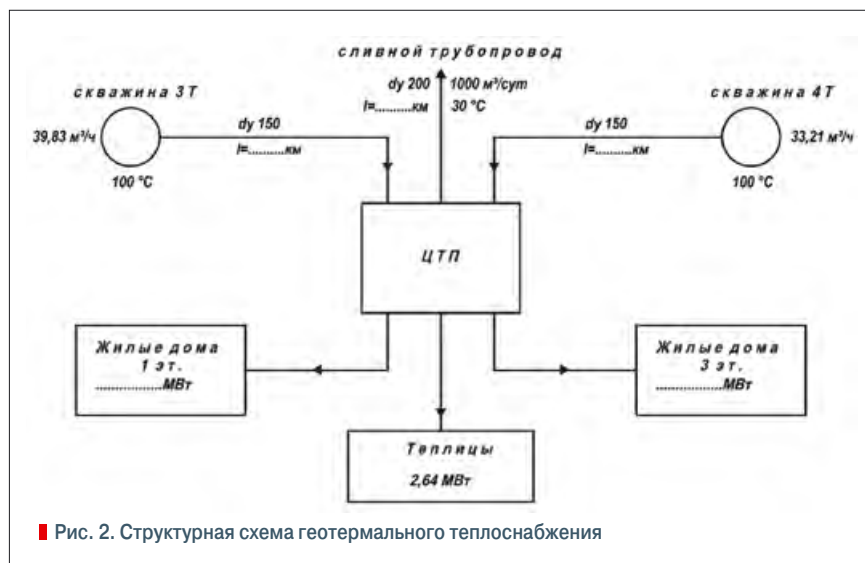 сливной трубопровод
скважина 3Т
dy 200
1000 м³/сут
скважина 4Т
l=..........км
30 °С
39,83 м³/ч
dy 150
dy 150
33,21 м³/ч
l=..........км
l=..........км
100 °С
100 °С
ЦТП
Жилые дома
1 эт.
................МВт
Жилые дома
3 эт.
................МВт
Теплицы
2,64 МВт
Рис. 2. Структурная схема геотермального теплоснабжения